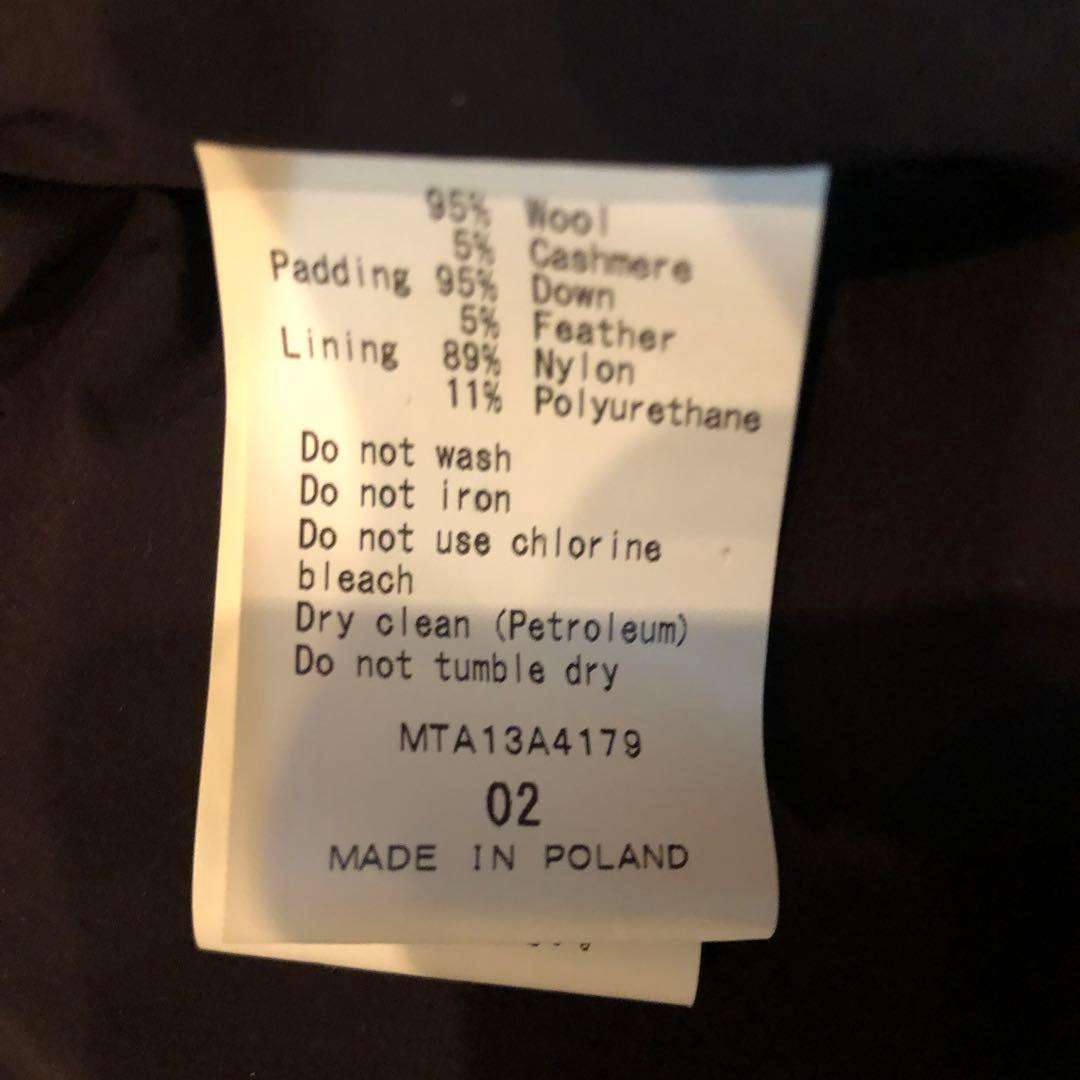 95% Wool
5% Cashmere
Padding 95% Down
5% Feather
Lining 89% Nylon
11% Polyurethane
Do not wash
Do not iron
Do not use chlorine
bleach
Dry clean (Petroleum)
Do not tumble dry
MTA13A4179
02
MADE IN POLAND